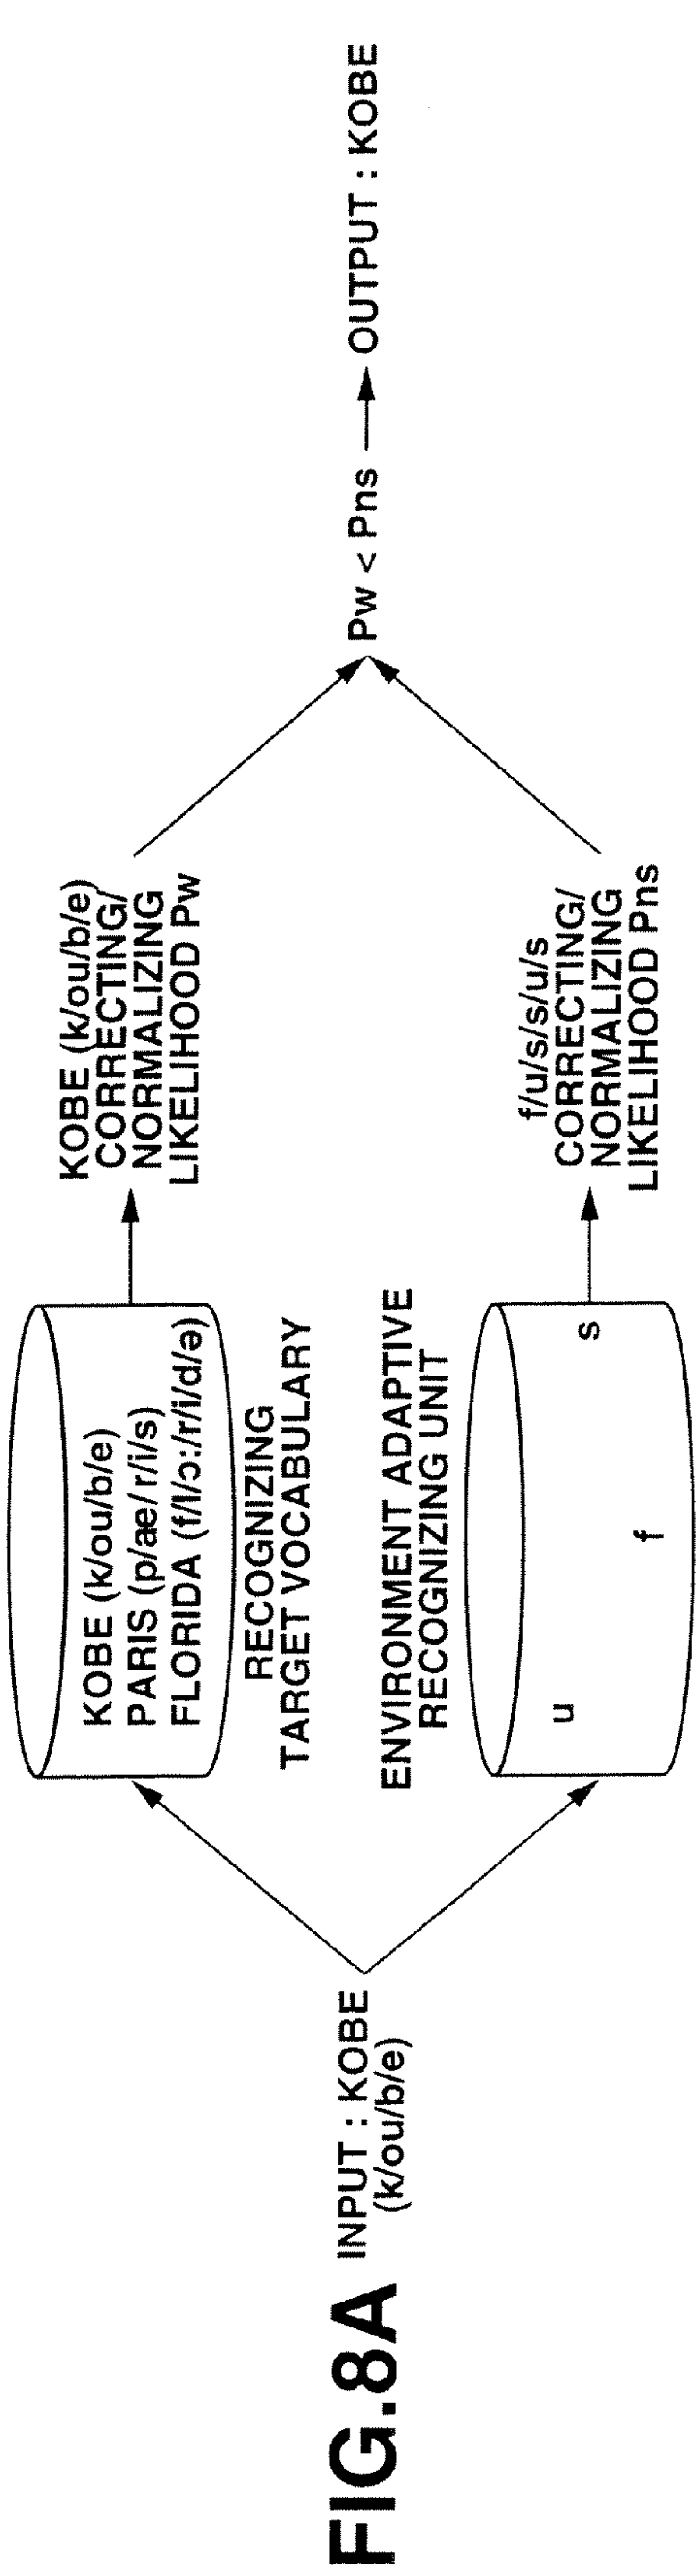 FIG.8A
INPUT : KOBE
(k/ou/b/e)
KOBE (k/ou/b/e)
PARIS (p/ae/r/i/s)
FLORIDA (f/l/ɔ:/r/i/d/ə)
RECOGNIZING
TARGET VOCABULARY
ENVIRONMENT ADAPTIVE
RECOGNIZING UNIT
u
f
s
KOBE (k/ou/b/e)
CORRECTING/
NORMALIZING
LIKELIHOOD Pw
f/u/s/s/u/s
CORRECTING/
NORMALIZING
LIKELIHOOD Pns
Pw < Pns
OUTPUT : KOBE